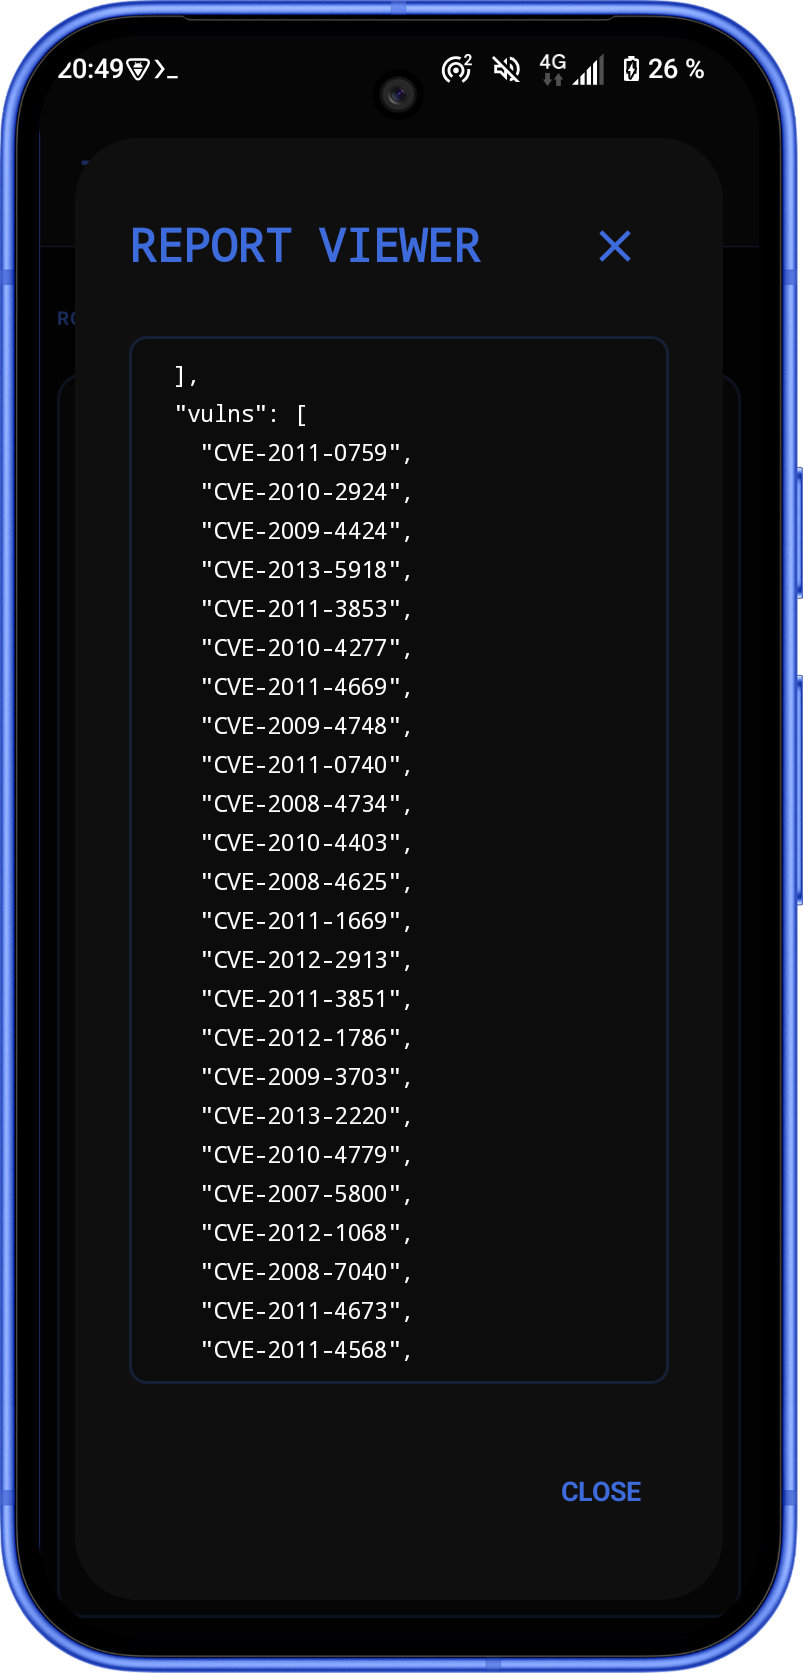 20:49
2
4G
26 %
REPORT VIEWER
],
"vulns": [
"CVE-2011-0759",
"CVE-2010-2924",
"CVE-2009-4424",
"CVE-2013-5918",
"CVE-2011-3853",
"CVE-2010-4277",
"CVE-2011-4669",
"CVE-2009-4748",
"CVE-2011-0740",
"CVE-2008-4734",
"CVE-2010-4403",
"CVE-2008-4625",
"CVE-2011-1669",
"CVE-2012-2913",
"CVE-2011-3851",
"CVE-2012-1786",
"CVE-2009-3703",
"CVE-2013-2220",
"CVE-2010-4779",
"CVE-2007-5800",
"CVE-2012-1068",
"CVE-2008-7040",
"CVE-2011-4673",
"CVE-2011-4568",
CLOSE